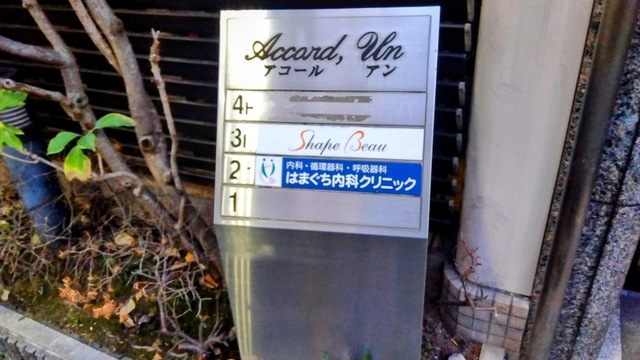 Accard, Un
アコール アン
4F
3F
Shape Beau
2F
内科・循環器科・呼吸器科
はまぐち内科クリニック
1